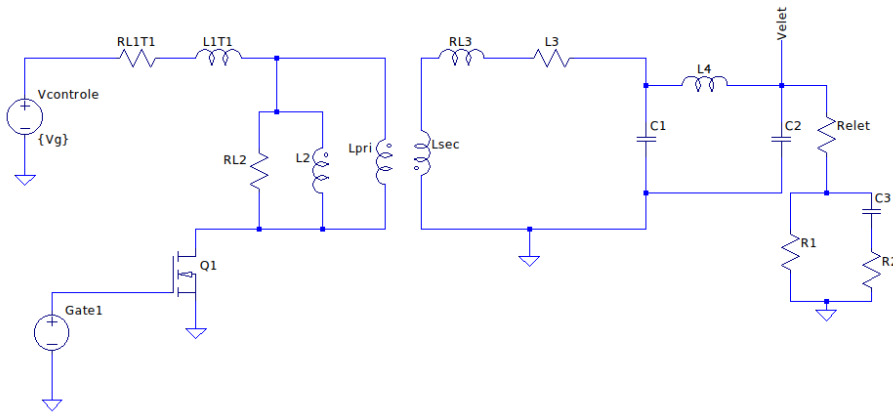 Velet
RL1T1
L1T1
RL3
L3
L4
Vcontrole
{Vg}
C1
C2
Relet
RL2
L2
Lpri
Lsec
C3
R1
R2
Q1
Gate1